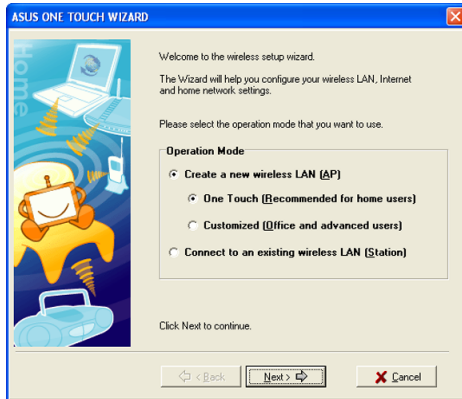 ASUS ONE TOUCH WIZARD
Home
Welcome to the wireless setup wizard.
The Wizard will help you configure your wireless LAN, Internet
and home network settings.
Please select the operation mode that you want to use.
Operation Mode
Create a new wireless LAN (AP)
One Touch (Recommended for home users)
Customized (Office and advanced users)
Connect to an existing wireless LAN (Station)
Click Next to continue.
< Back
Next >
Cancel